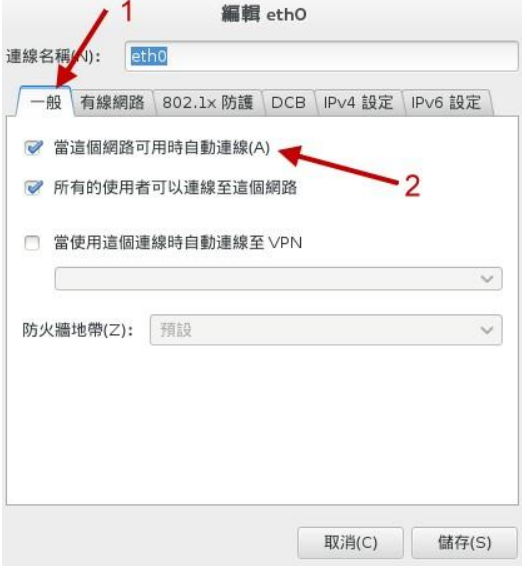 1
編輯 eth0
連線名稱(N): eth0
一般 有線網路 802.1x 防護 DCB IPv4 設定 IPv6 設定
當這個網路可用時自動連線(A)
2
所有的使用者可以連線至這個網路
當使用這個連線時自動連線至 VPN
防火牆地帶(Z): 預設
取消(C) 儲存(S)